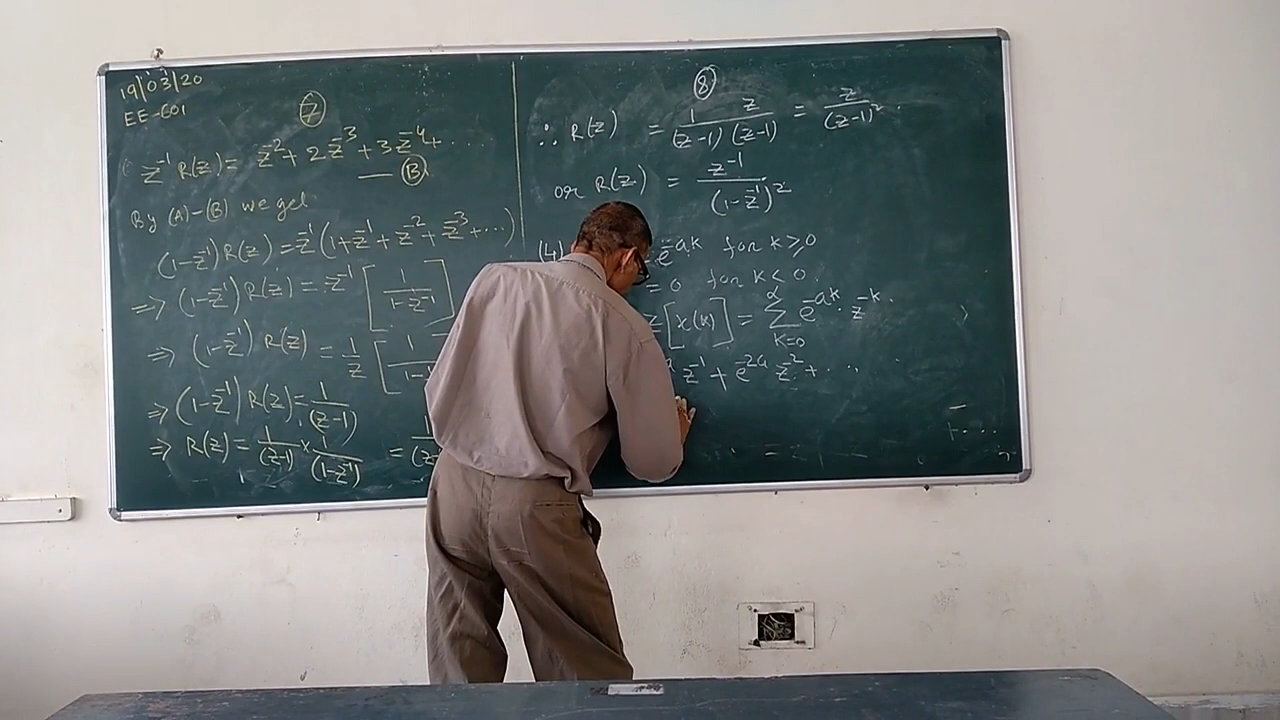 19/03/20
EE-601
7
z⁻¹ R(z) = z⁻² + 2z⁻³ + 3z⁻⁴ + ....
— (B)
By (A)-(B) we get
(1-z⁻¹) R(z) = z⁻¹ (1+z⁻¹+z⁻²+z⁻³+...)
=> (1-z⁻¹) R(z) = z⁻¹ [1/(1-z⁻¹)]
=> (1-z⁻¹) R(z) = 1/z [1/1-
=> (1-z⁻¹) R(z) = 1/(z-1)
=> R(z) = 1/(z-1) × 1/(1-z⁻¹) = 1/(z-
8
∴ R(z) = 1/(z-1) z/(z-1) = z/(z-1)²
or R(z) = z⁻¹/(1-z⁻¹)²
(4) = e⁻ᵃᵏ for k ≥ 0
= 0 for k < 0
Z[x(k)] = ∑ k=0 ∝ e⁻ᵃᵏ . z⁻ᵏ
ᵃ z⁻¹ + e⁻²ᵃ z⁻² + ....